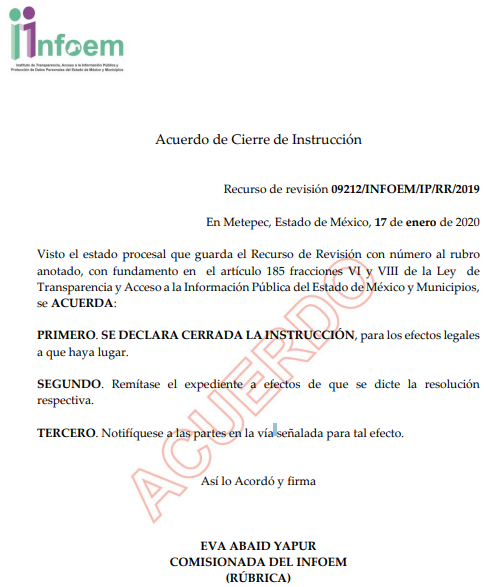 infoem
Instituto de Transparencia, Acceso a la Información Pública y
Protección de Datos Personales del Estado de México y Municipios
Acuerdo de Cierre de Instrucción
Recurso de revisión 09212/INFOEM/IP/RR/2019
En Metepec, Estado de México, 17 de enero de 2020
Visto el estado procesal que guarda el Recurso de Revisión con número al rubro
anotado, con fundamento en el artículo 185 fracciones VI y VIII de la Ley de
Transparencia y Acceso a la Información Pública del Estado de México y Municipios,
se ACUERDA:
PRIMERO. SE DECLARA CERRADA LA INSTRUCCIÓN, para los efectos legales
a que haya lugar.
SEGUNDO. Remítase el expediente a efectos de que se dicte la resolución
respectiva.
TERCERO. Notifíquese a las partes en la vía señalada para tal efecto.
ACUERDO
Así lo Acordó y firma
EVA ABAID YAPUR
COMISIONADA DEL INFOEM
(RÚBRICA)